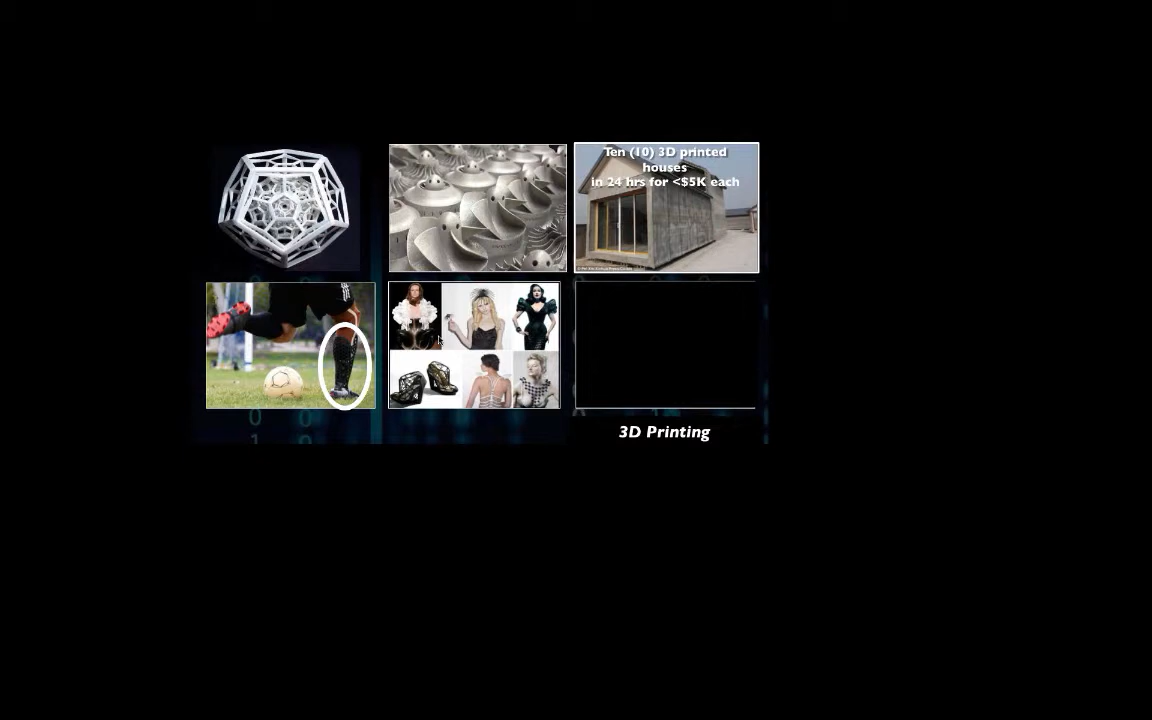 Ten (10) 3D printed
houses
in 24 hrs for <$5K each
3D Printing